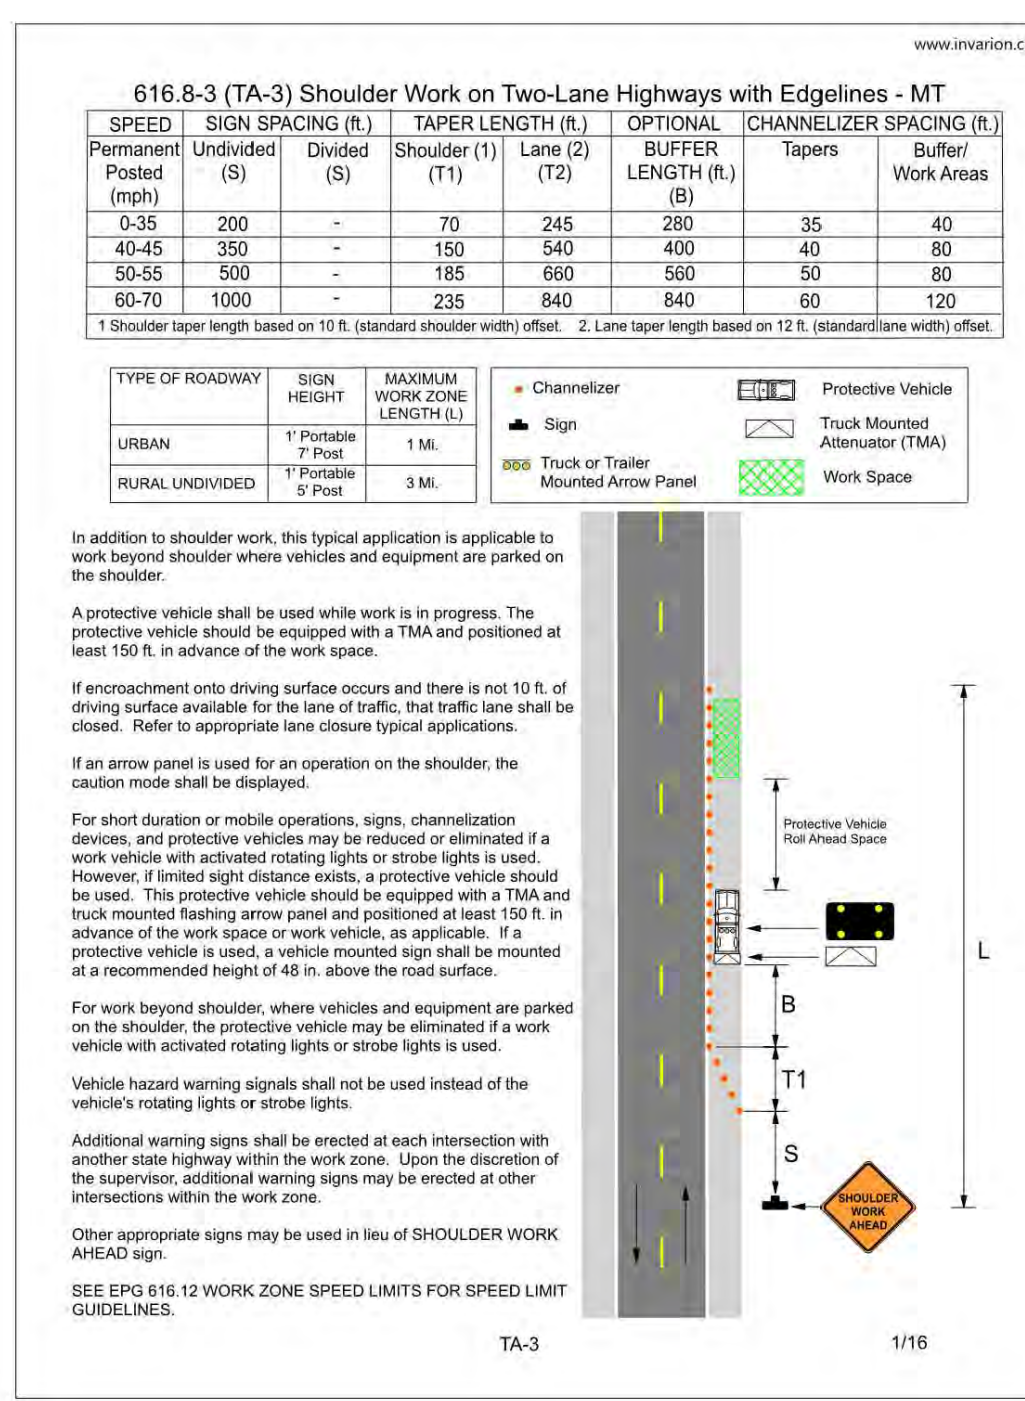 www.invarion.c
616.8-3 (TA-3) Shoulder Work on Two-Lane Highways with Edgelines - MT
SPEED SIGN SPACING (ft.) TAPER LENGTH (ft.) OPTIONAL CHANNELIZER SPACING (ft.)
Permanent Undivided Divided Shoulder (1) Lane (2) BUFFER Tapers Buffer/
Posted (S) (S) (T1) (T2) LENGTH (ft.) Work Areas
(mph) (B)
0-35 200 - 70 245 280 35 40
40-45 350 - 150 540 400 40 80
50-55 500 - 185 660 560 50 80
60-70 1000 - 235 840 840 60 120
1 Shoulder taper length based on 10 ft. (standard shoulder width) offset. 2. Lane taper length based on 12 ft. (standard lane width) offset.
TYPE OF ROADWAY SIGN MAXIMUM
HEIGHT WORK ZONE
LENGTH (L)
URBAN 1' Portable 1 Mi.
7' Post
RURAL UNDIVIDED 1' Portable 3 Mi.
5' Post
Channelizer Protective Vehicle
Sign Truck Mounted
Attenuator (TMA)
Truck or Trailer Work Space
Mounted Arrow Panel
In addition to shoulder work, this typical application is applicable to
work beyond shoulder where vehicles and equipment are parked on
the shoulder.
A protective vehicle shall be used while work is in progress. The
protective vehicle should be equipped with a TMA and positioned at
least 150 ft. in advance of the work space.
If encroachment onto driving surface occurs and there is not 10 ft. of
driving surface available for the lane of traffic, that traffic lane shall be
closed. Refer to appropriate lane closure typical applications.
If an arrow panel is used for an operation on the shoulder, the
caution mode shall be displayed.
For short duration or mobile operations, signs, channelization
devices, and protective vehicles may be reduced or eliminated if a
work vehicle with activated rotating lights or strobe lights is used.
However, if limited sight distance exists, a protective vehicle should
be used. This protective vehicle should be equipped with a TMA and
truck mounted flashing arrow panel and positioned at least 150 ft. in
advance of the work space or work vehicle, as applicable. If a
protective vehicle is used, a vehicle mounted sign shall be mounted
at a recommended height of 48 in. above the road surface.
For work beyond shoulder, where vehicles and equipment are parked
on the shoulder, the protective vehicle may be eliminated if a work
vehicle with activated rotating lights or strobe lights is used.
Vehicle hazard warning signals shall not be used instead of the
vehicle's rotating lights or strobe lights.
Additional warning signs shall be erected at each intersection with
another state highway within the work zone. Upon the discretion of
the supervisor, additional warning signs may be erected at other
intersections within the work zone.
Other appropriate signs may be used in lieu of SHOULDER WORK
AHEAD sign.
SEE EPG 616.12 WORK ZONE SPEED LIMITS FOR SPEED LIMIT
GUIDELINES.
Protective Vehicle
Roll Ahead Space
L
B
T1
S
SHOULDER
WORK
AHEAD
TA-3
1/16